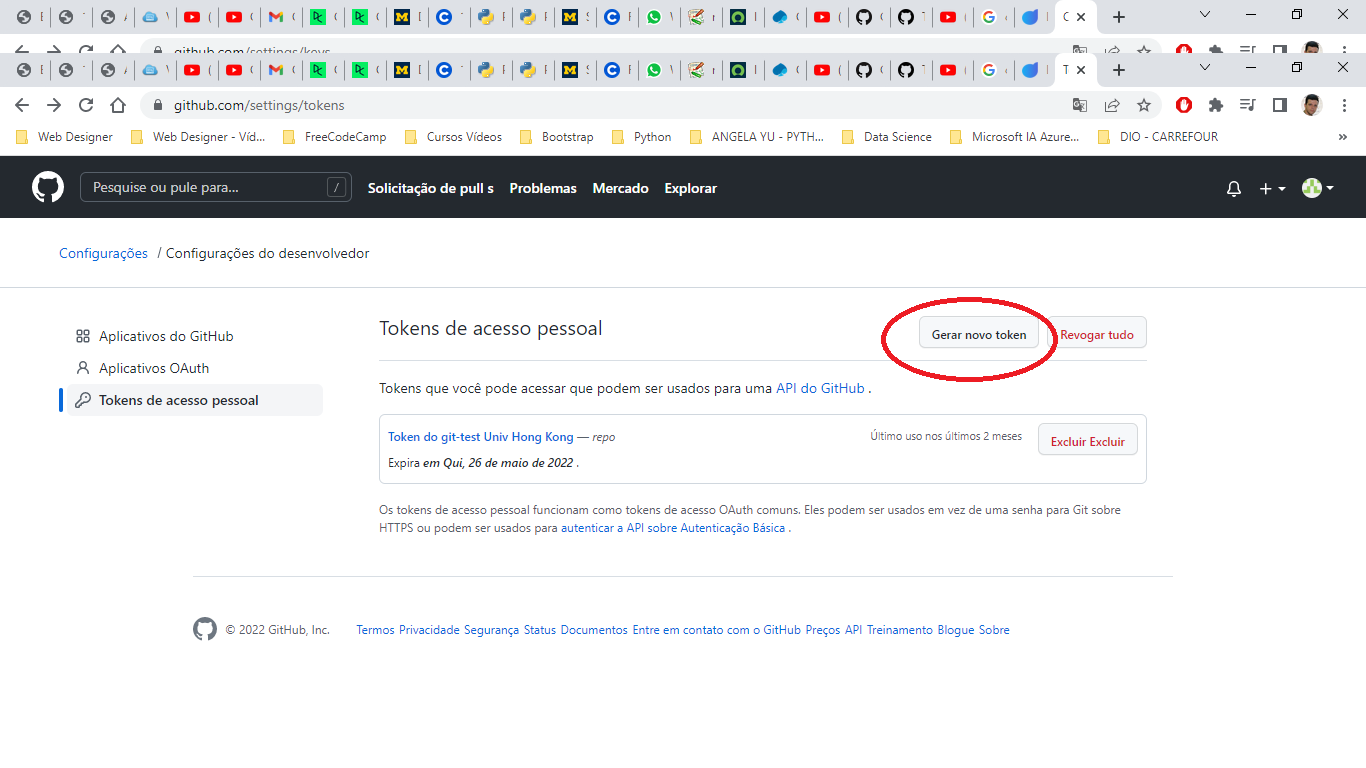 github.com/settings/keys
github.com/settings/tokens
Web Designer
Web Designer - Víd...
FreeCodeCamp
Cursos Vídeos
Bootstrap
Python
ANGELA YU - PYTH...
Data Science
Microsoft IA Azure...
DIO - CARREFOUR
»
Pesquise ou pule para... /
Solicitação de pull s Problemas Mercado Explorar
Configurações / Configurações do desenvolvedor
Aplicativos do GitHub
Aplicativos OAuth
Tokens de acesso pessoal
Tokens de acesso pessoal
Gerar novo token
Revogar tudo
Tokens que você pode acessar que podem ser usados para uma API do GitHub .
Token do git-test Univ Hong Kong — repo
Último uso nos últimos 2 meses
Excluir Excluir
Expira em Qui, 26 de maio de 2022 .
Os tokens de acesso pessoal funcionam como tokens de acesso OAuth comuns. Eles podem ser usados em vez de uma senha para Git sobre
HTTPS ou podem ser usados para autenticar a API sobre Autenticação Básica .
© 2022 GitHub, Inc.
Termos Privacidade Segurança Status Documentos Entre em contato com o GitHub Preços API Treinamento Blogue Sobre